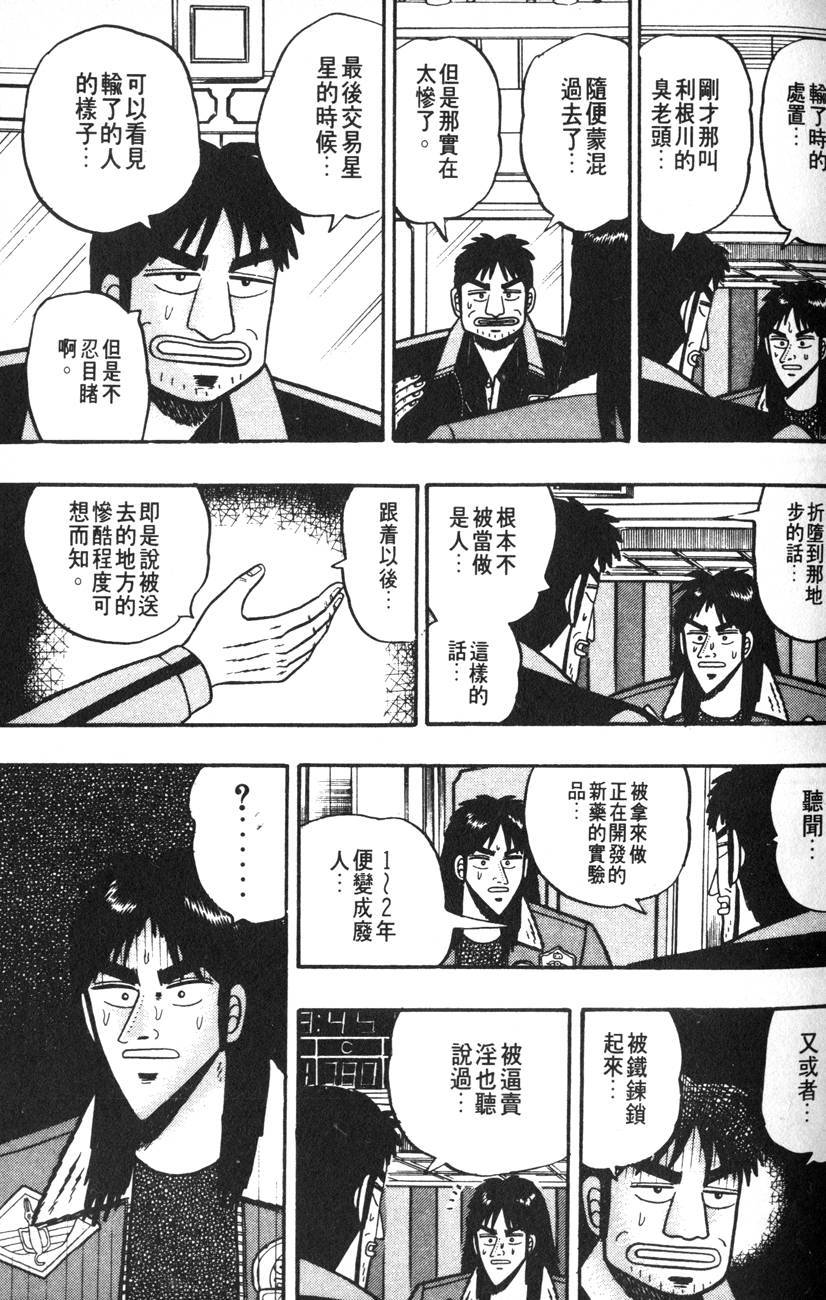 輸了時的
處置…
剛才那叫
利根川的
臭老頭…
隨便蒙混
過去了…
但是那實在
太慘了。
最後交易星
星的時候…
可以看見
輸了的人
的樣子…
但是不
忍目睹
啊。
折墮到那地
步的話…
根本不
被當做
是人…
這樣的
話…
跟着以後…
即是說被送
去的地方的
慘酷程度可
想而知。
聽聞…
被拿來做
正在開發的
新藥的實驗
品…
1~2年
便變成廢
人…
?………
又或者…
被鐵鍊鎖
起來…
被逼賣
淫也聽
說過…
C